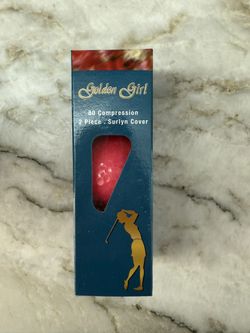 Golden Girl
80 Compression
2 Piece . Surlyn Cover